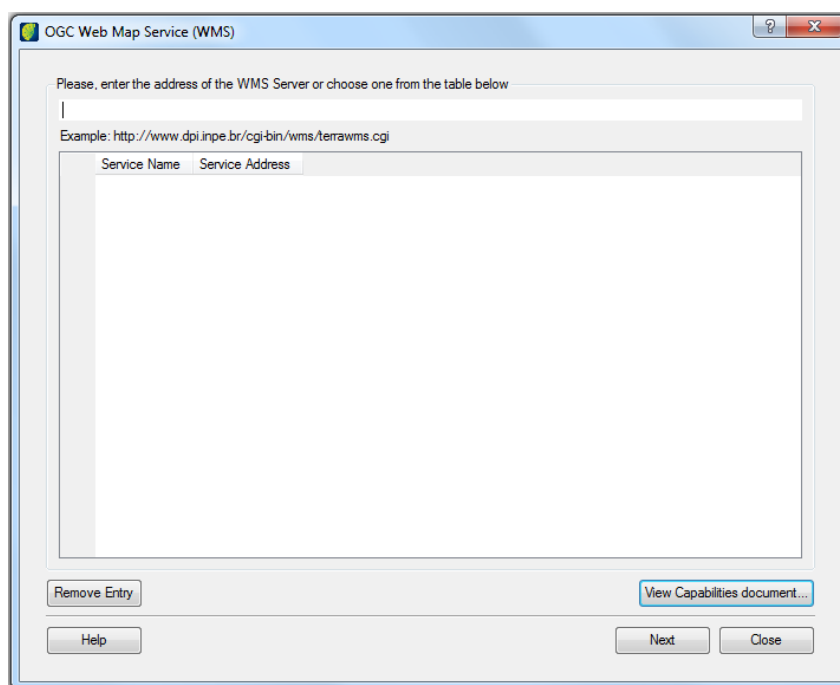 OGC Web Map Service (WMS)
Please, enter the address of the WMS Server or choose one from the table below
Example: http://www.dpi.inpe.br/cgi-bin/wms/terrawms.cgi
Service Name Service Address
Remove Entry View Capabilities document...
Help Next Close